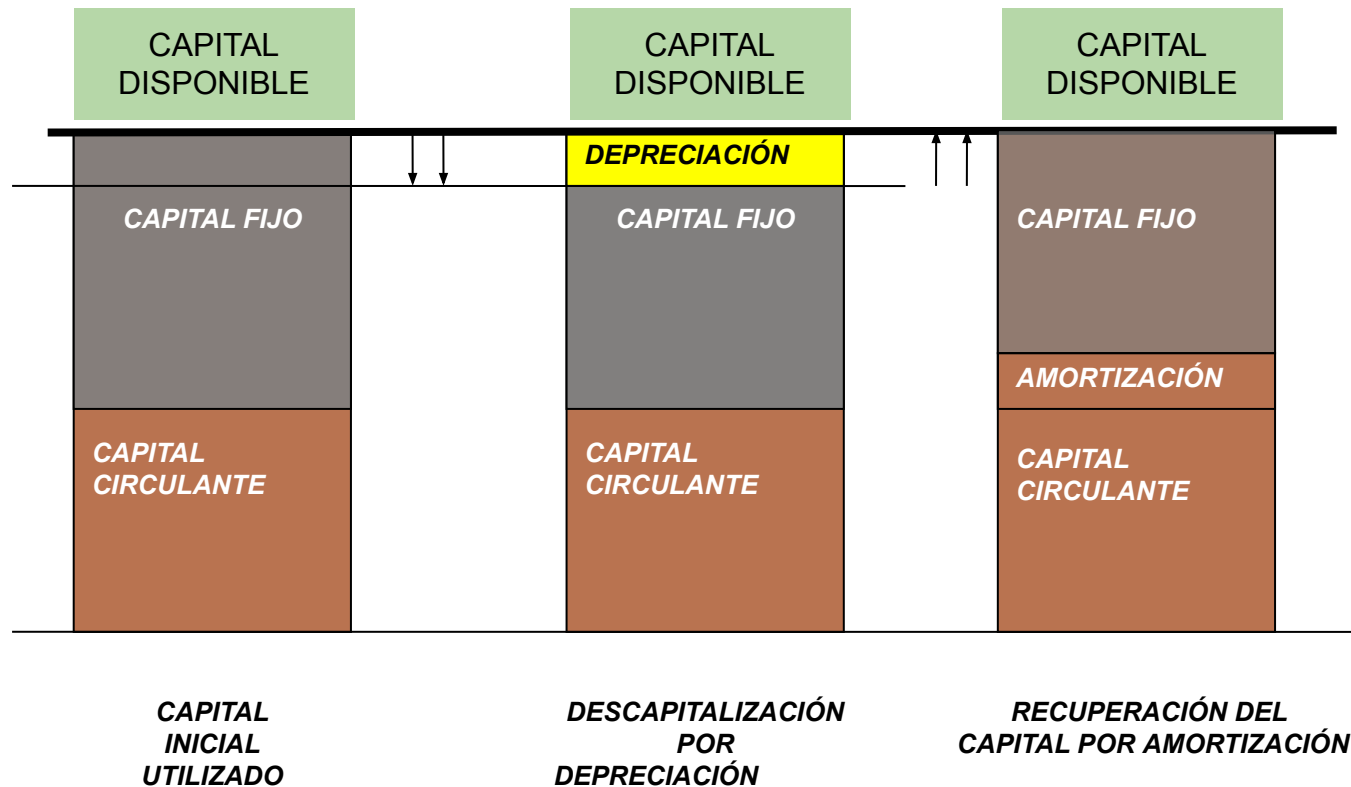 CAPITAL
DISPONIBLE
CAPITAL
DISPONIBLE
CAPITAL
DISPONIBLE
DEPRECIACIÓN
CAPITAL FIJO
CAPITAL FIJO
CAPITAL FIJO
AMORTIZACIÓN
CAPITAL
CIRCULANTE
CAPITAL
CIRCULANTE
CAPITAL
CIRCULANTE
CAPITAL
INICIAL
UTILIZADO
DESCAPITALIZACIÓN
POR
DEPRECIACIÓN
RECUPERACIÓN DEL
CAPITAL POR AMORTIZACIÓN